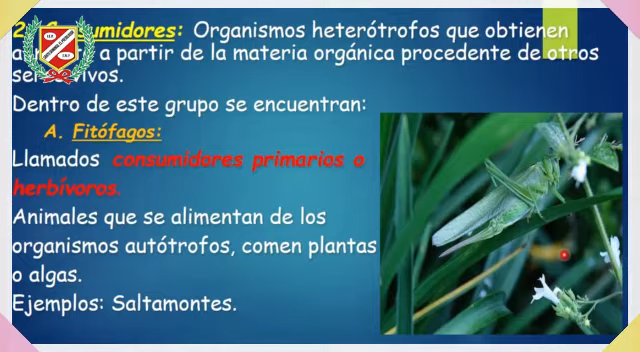 2. Consumidores: Organismos heterótrofos que obtienen
a partir de la materia orgánica procedente de otros
vivos.
Dentro de este grupo se encuentran:
A. Fitófagos:
Llamados consumidores primarios o
herbívoros.
Animales que se alimentan de los
organismos autótrofos, comen plantas
o algas.
Ejemplos: Saltamontes.